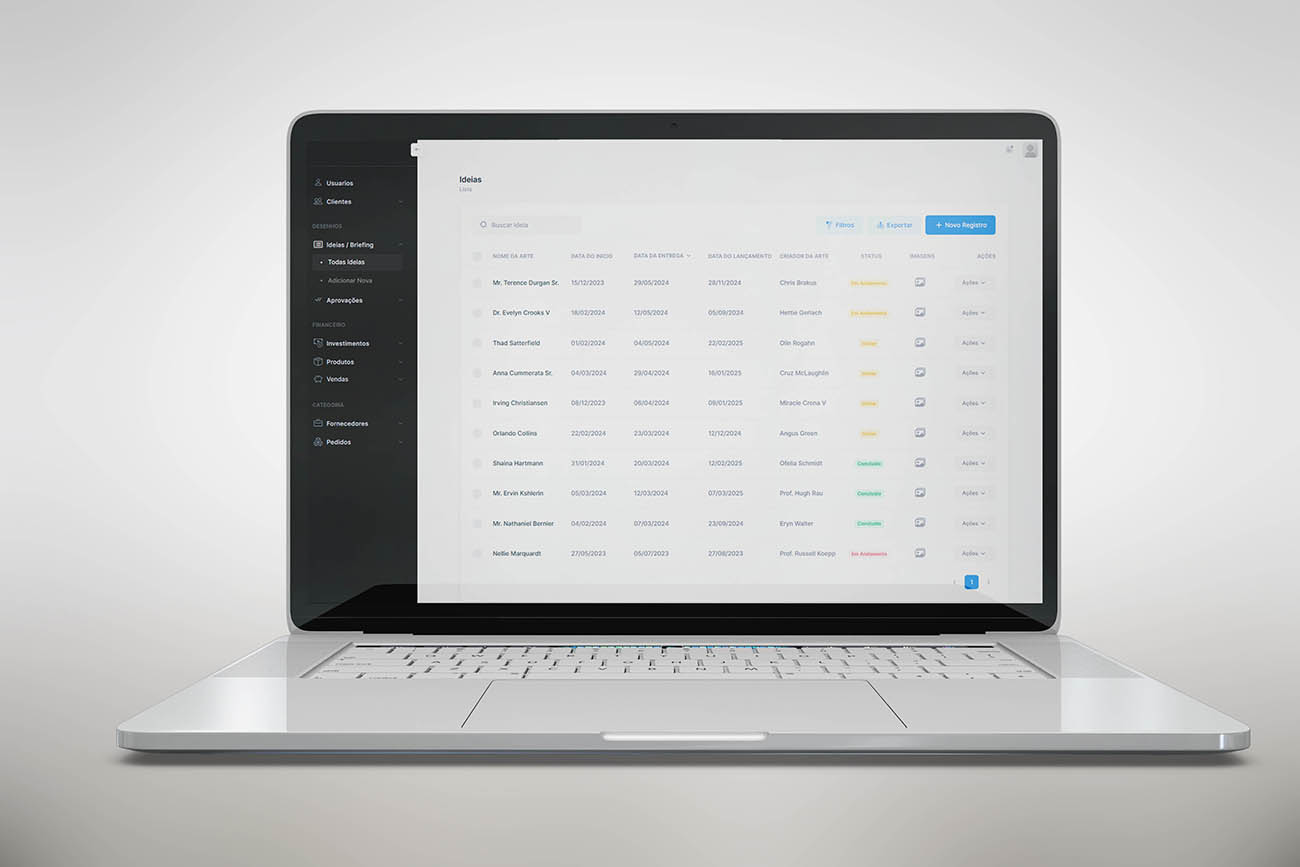 Usuarios
Clientes
DESENHOS
Ideias / Briefing
Todas Ideias
Adicionar Nova
Aprovações
FINANCEIRO
Investimentos
Produtos
Vendas
CATEGORIA
Fornecedores
Pedidos
Ideias
Lista
Buscar Ideia
Filtros
Exportar
+ Novo Registro
NOME DA ARTE DATA DO INICIO DATA DA ENTREGA DATA DO LANÇAMENTO CRIADOR DA ARTE STATUS IMAGENS AÇÕES
Mr. Terence Durgan Sr. 15/12/2023 29/05/2024 28/11/2024 Chris Brakus Em Andamento Ações
Dr. Evelyn Crooks V 18/02/2024 12/05/2024 05/09/2024 Hettie Gerlach Em Andamento Ações
Thad Satterfield 01/02/2024 04/05/2024 22/02/2025 Olin Rogahn Ações
Anna Cummerata Sr. 04/03/2024 29/04/2024 16/01/2025 Cruz McLaughlin Ações
Irving Christiansen 08/12/2023 06/04/2024 09/01/2025 Miracle Crona V Ações
Orlando Collins 22/02/2024 23/03/2024 12/12/2024 Angus Green Ações
Shaina Hartmann 31/01/2024 20/03/2024 12/02/2025 Ofelia Schmidt Concluído Ações
Mr. Ervin Kshlerin 05/03/2024 12/03/2024 07/03/2025 Prof. Hugh Rau Concluído Ações
Mr. Nathaniel Bernier 04/02/2024 07/03/2024 23/09/2024 Eryn Walter Concluído Ações
Nellie Marquardt 27/05/2023 05/07/2023 27/08/2023 Prof. Russell Koepp Em Andamento Ações
1